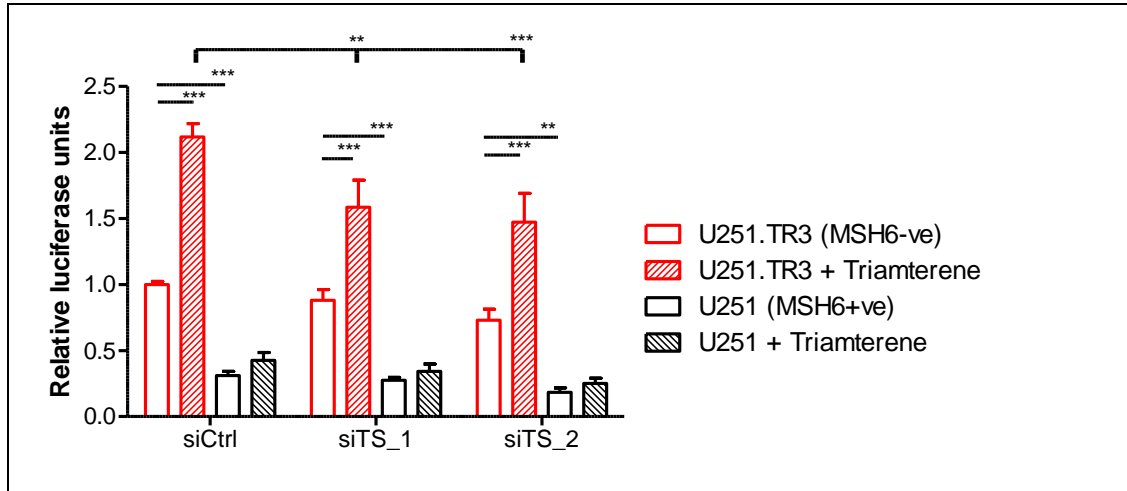 ** ***
***
***
***
***
**
***
2.5
2.0
1.5
1.0
0.5
0.0
Relative luciferase units
siCtrl siTS_1 siTS_2
U251.TR3 (MSH6-ve)
U251.TR3 + Triamterene
U251 (MSH6+ve)
U251 + Triamterene